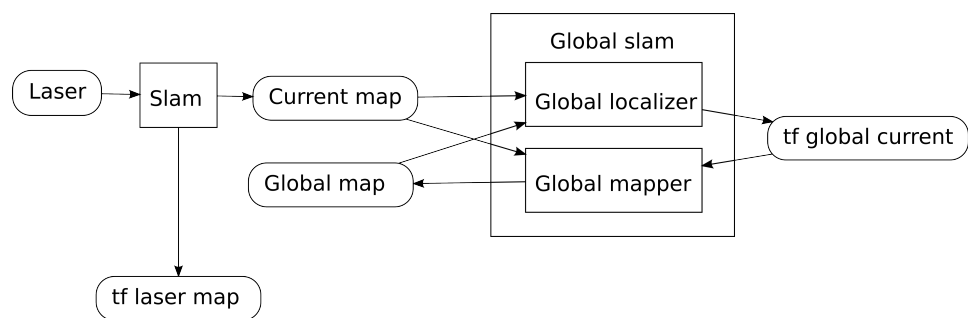 Global slam
Laser
Slam
Current map
Global localizer
tf global current
Global map
Global mapper
tf laser map